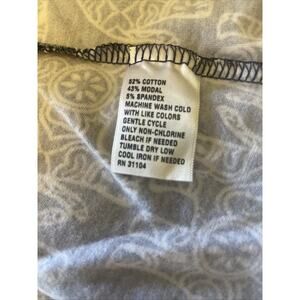 52% COTTON
43% MODAL
5% SPANDEX
MACHINE WASH COLD
WITH LIKE COLORS
GENTLE CYCLE
ONLY NON-CHLORINE
BLEACH IF NEEDED
TUMBLE DRY LOW
COOL IRON IF NEEDED
RN 31104